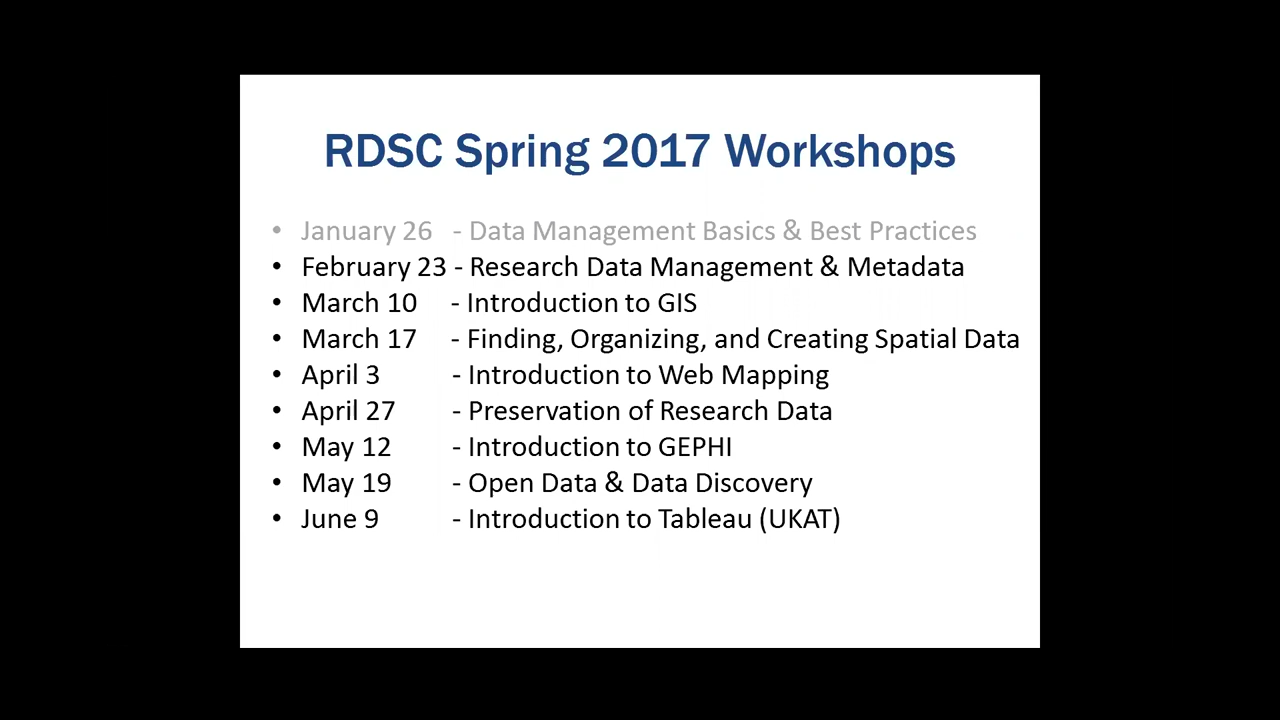 RDSC Spring 2017 Workshops
• January 26 - Data Management Basics & Best Practices
• February 23 - Research Data Management & Metadata
• March 10 - Introduction to GIS
• March 17 - Finding, Organizing, and Creating Spatial Data
• April 3 - Introduction to Web Mapping
• April 27 - Preservation of Research Data
• May 12 - Introduction to GEPHI
• May 19 - Open Data & Data Discovery
• June 9 - Introduction to Tableau (UKAT)